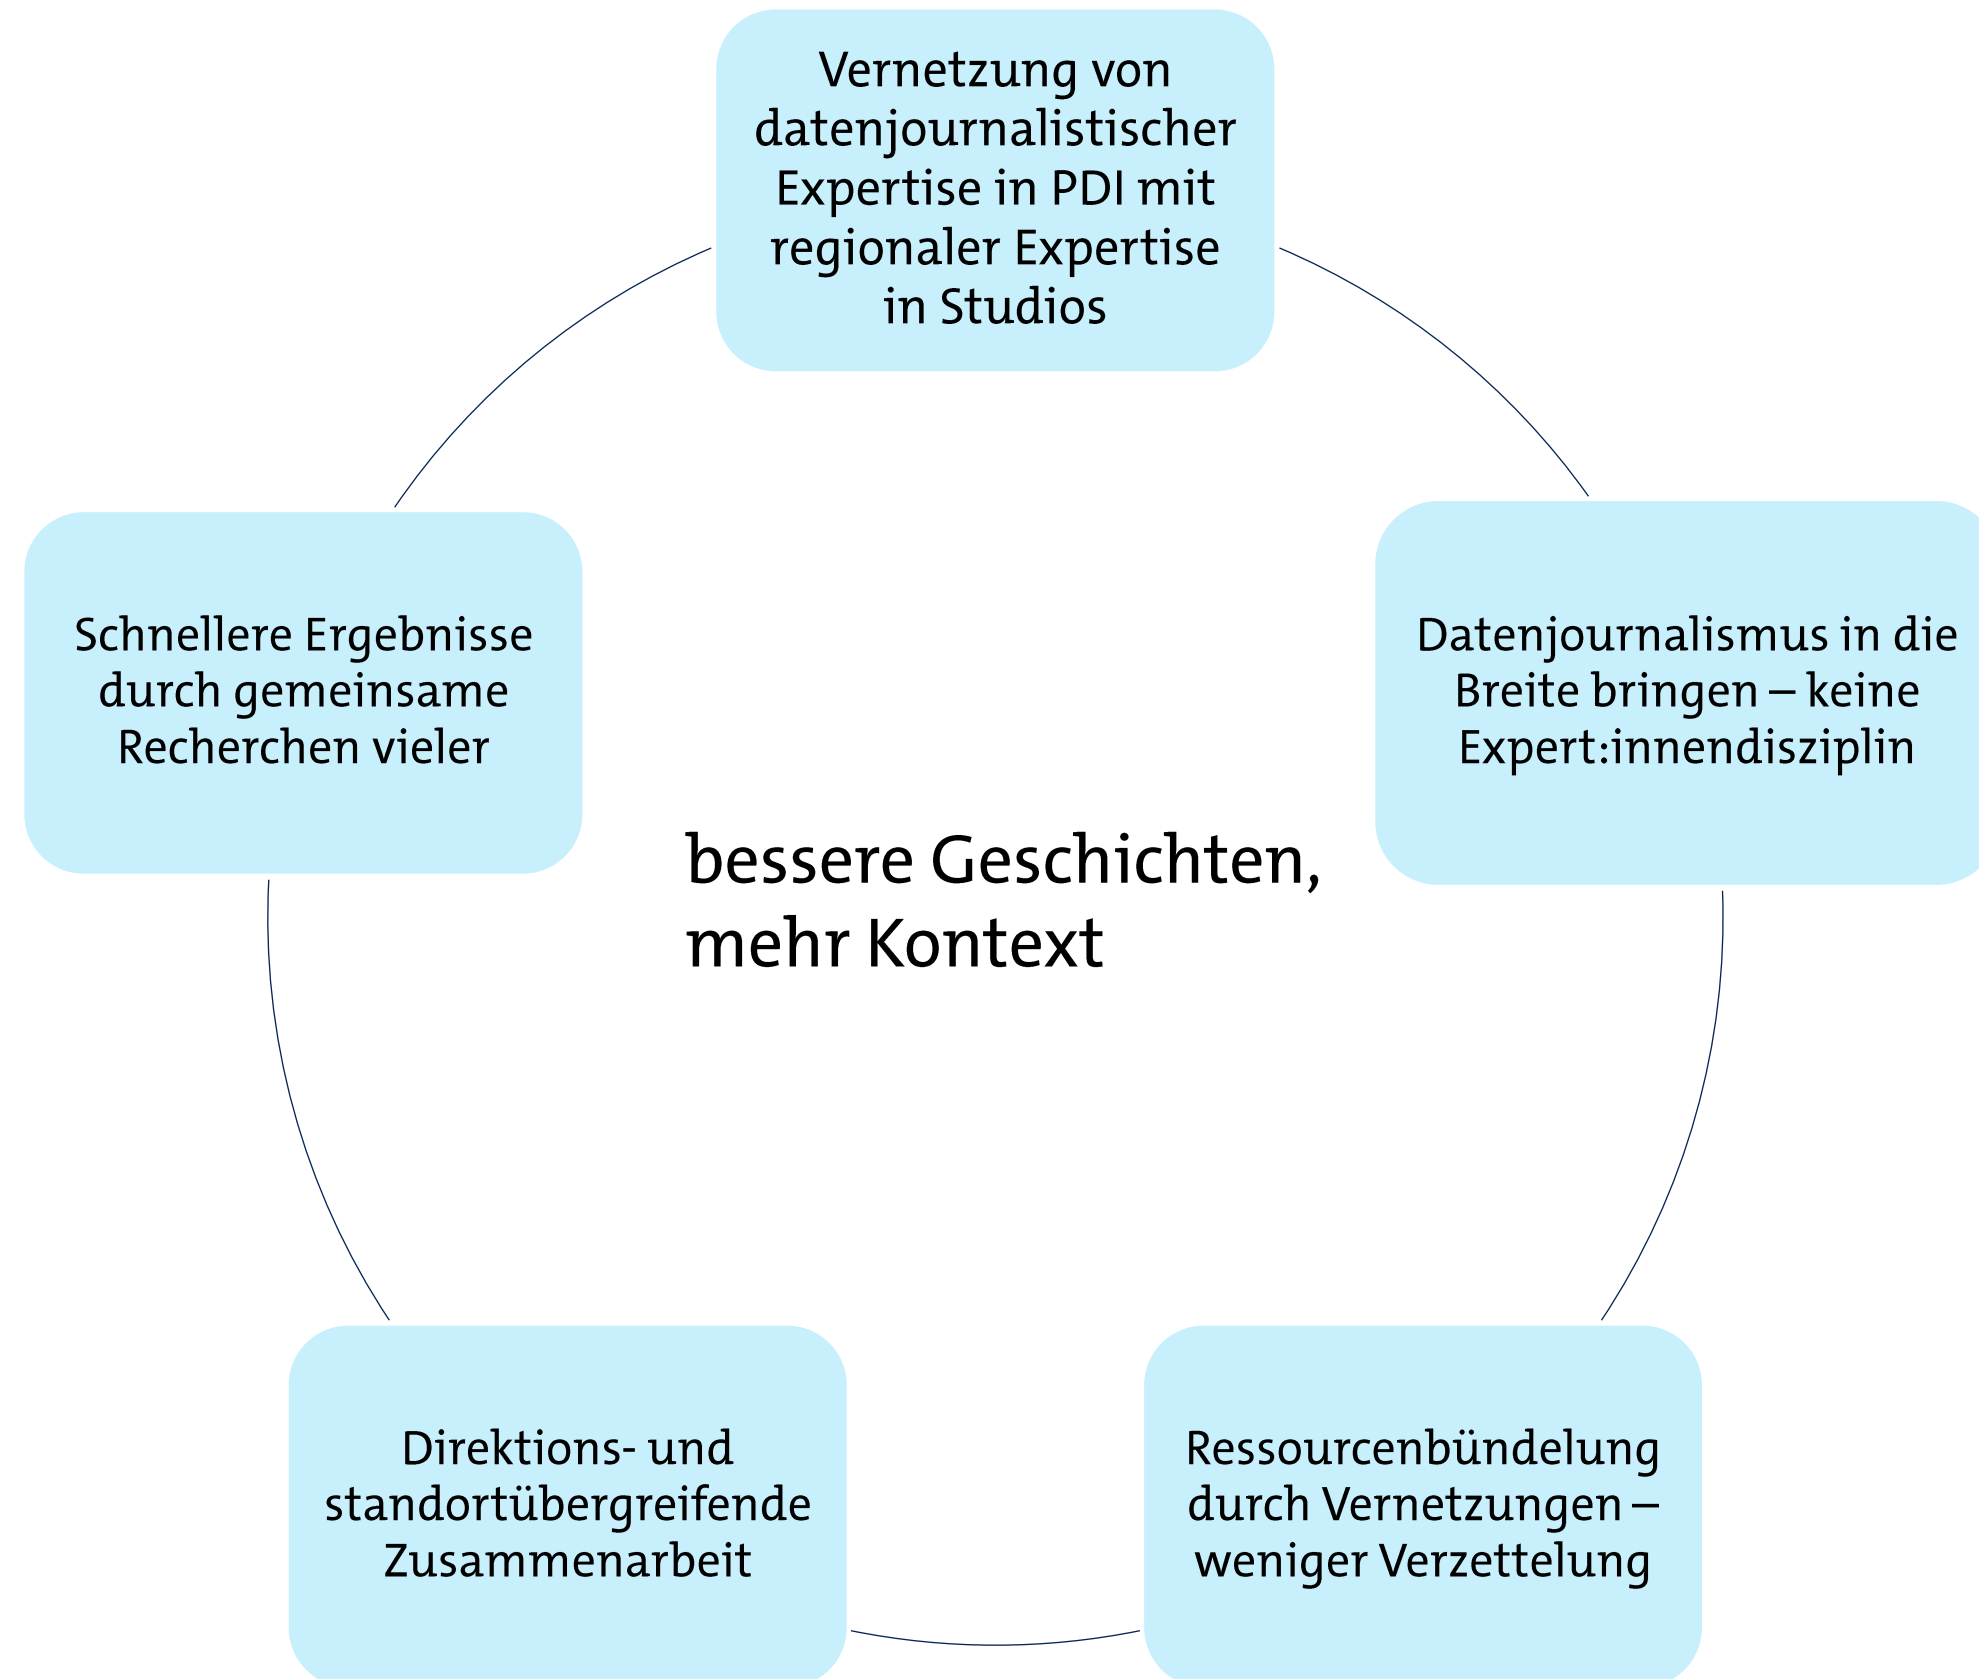 Vernetzung von
datenjournalistischer
Expertise in PDI mit
regionaler Expertise
in Studios
Schnellere Ergebnisse
durch gemeinsame
Recherchen vieler
Datenjournalismus in die
Breite bringen – keine
Expert:innendisziplin
bessere Geschichten,
mehr Kontext
Direktions- und
standortübergreifende
Zusammenarbeit
Ressourcenbündelung
durch Vernetzungen –
weniger Verzettelung